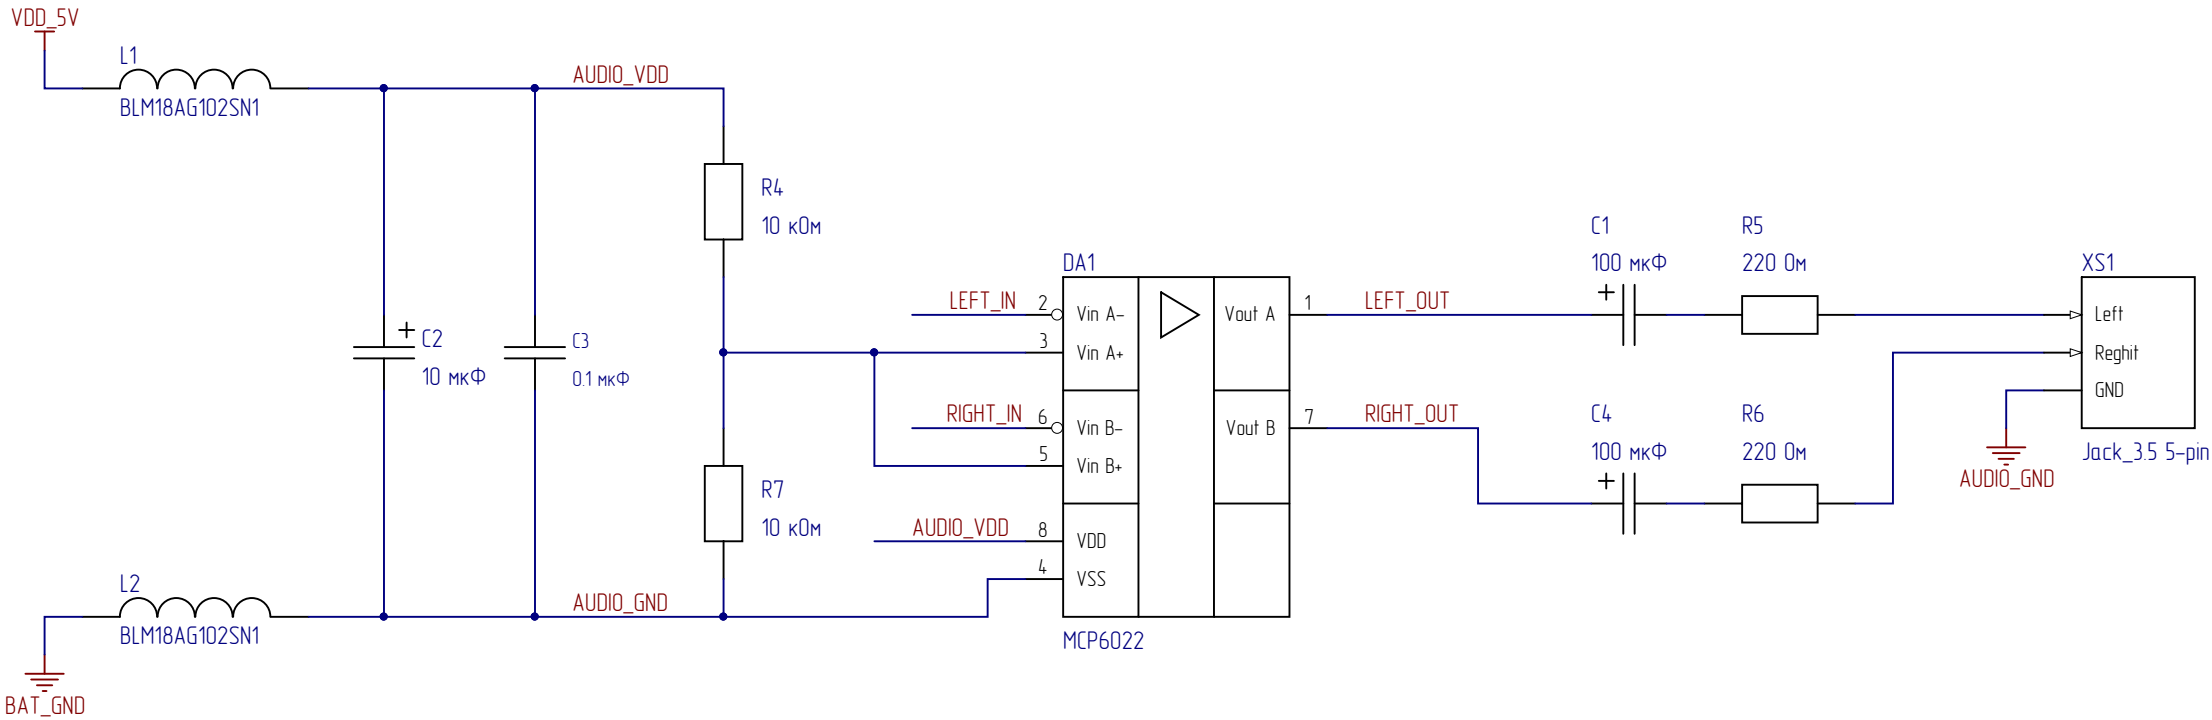 VDD_5V
L1
BLM18AG102SN1
AUDIO_VDD
R4
10 кОм
C2
10 мкФ
C3
0.1 мкФ
R7
10 кОм
L2
BLM18AG102SN1
AUDIO_GND
BAT_GND
DA1
LEFT_IN 2 Vin A- Vout A 1 LEFT_OUT
3 Vin A+
RIGHT_IN 6 Vin B- Vout B 7 RIGHT_OUT
5 Vin B+
AUDIO_VDD 8 VDD
4 VSS
MCP6022
C1
100 мкФ
R5
220 Ом
C4
100 мкФ
R6
220 Ом
XS1
Left
Reghit
GND
Jack_3.5 5-pin
AUDIO_GND